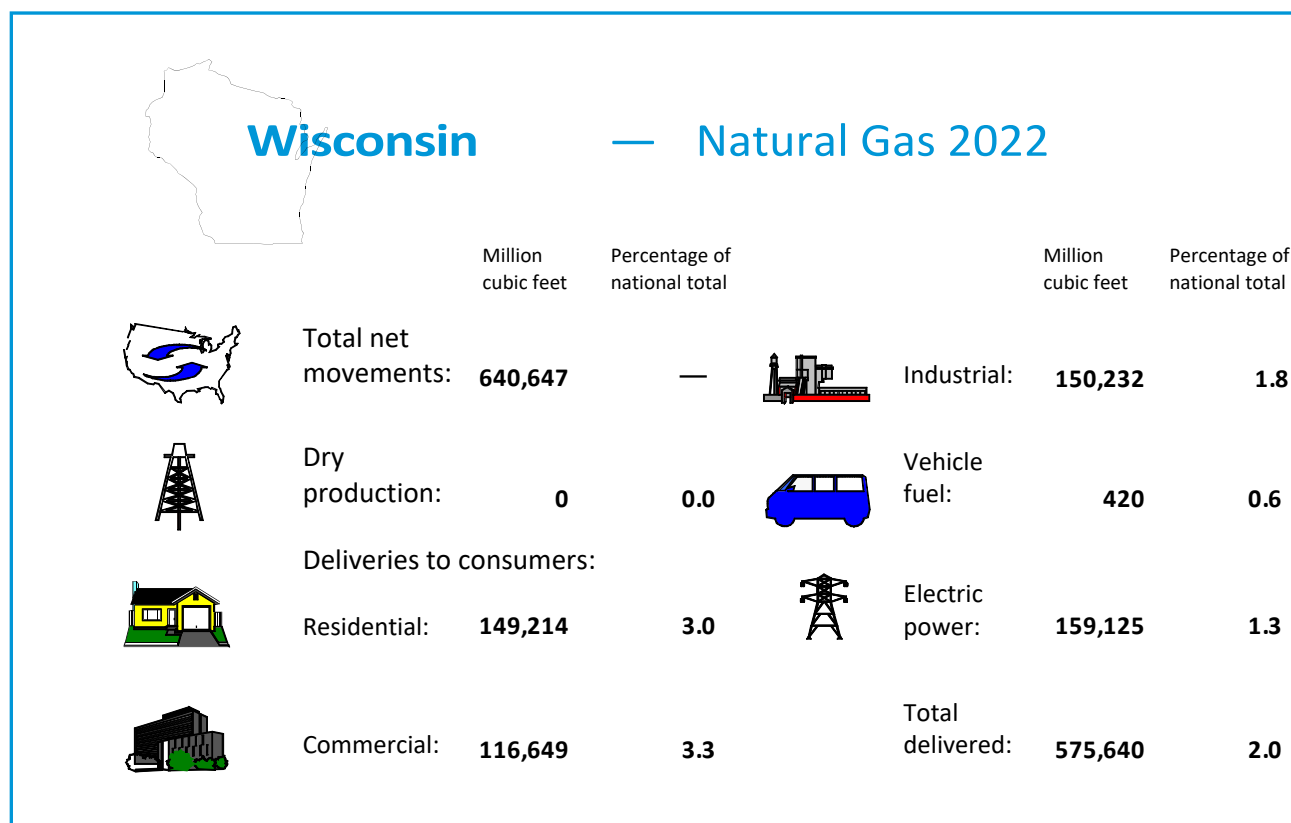 Wisconsin — Natural Gas 2022
Million cubic feet
Percentage of national total
Million cubic feet
Percentage of national total
Total net
movements: 640,647 —
Dry
production: 0 0.0
Deliveries to consumers:
Residential: 149,214 3.0
Commercial: 116,649 3.3
Industrial: 150,232 1.8
Vehicle
fuel: 420 0.6
Electric
power: 159,125 1.3
Total
delivered: 575,640 2.0